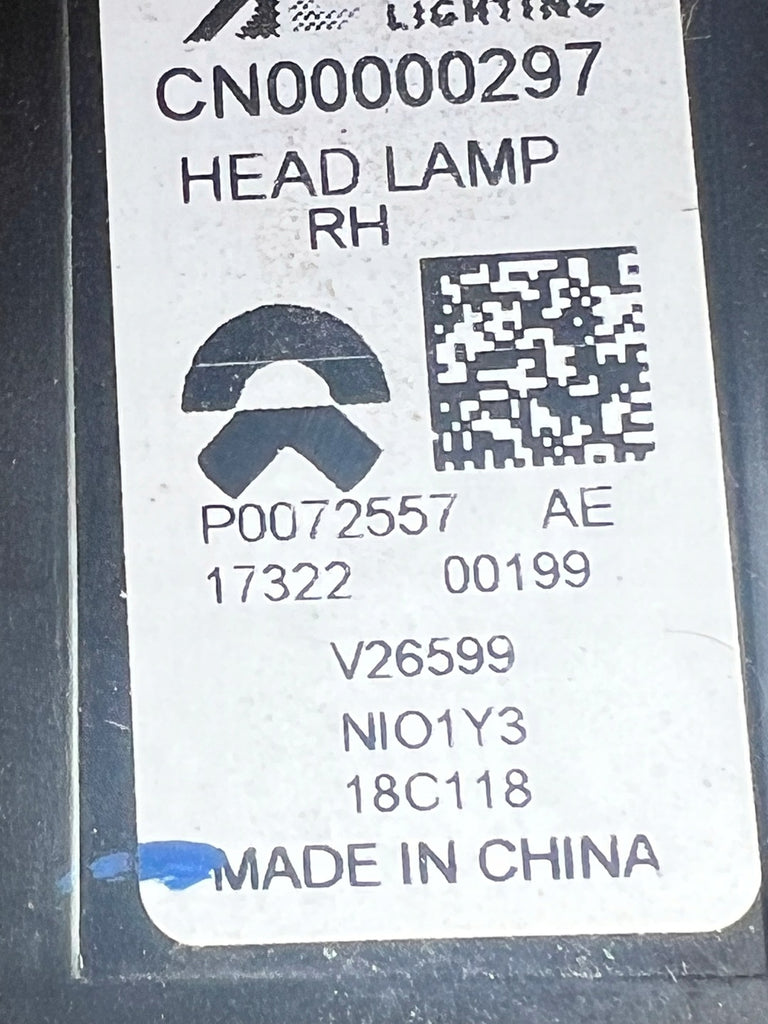 LIGHTING
CN00000297
HEAD LAMP
RH
P0072557 AE
17322 00199
V26599
NIO1Y3
18C118
MADE IN CHINA